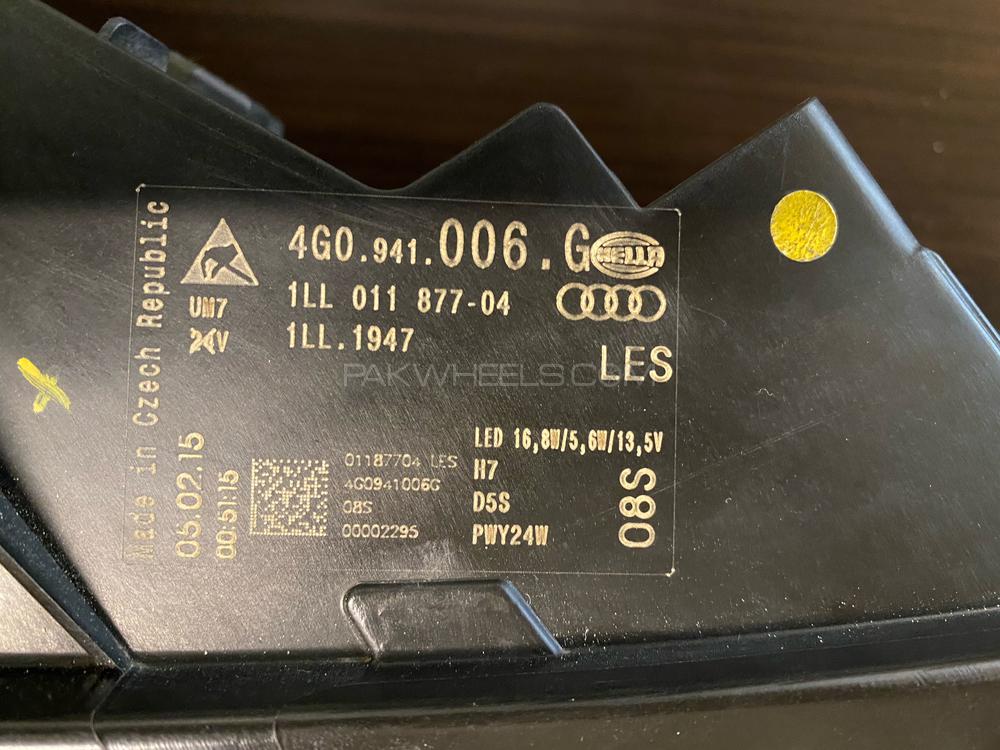 Made in Czech Republic
05.02.15
00:51:15
UM7
24V
4G0.941.006.G
HELLA
1LL 011 877-04
1LL.1947
LES
PAKWHEELS.COM
LED 16,8W/5,6W/13,5V
H7
D5S
PWY24W
08S
01187704 LES
4G0941006G
08S
00002295